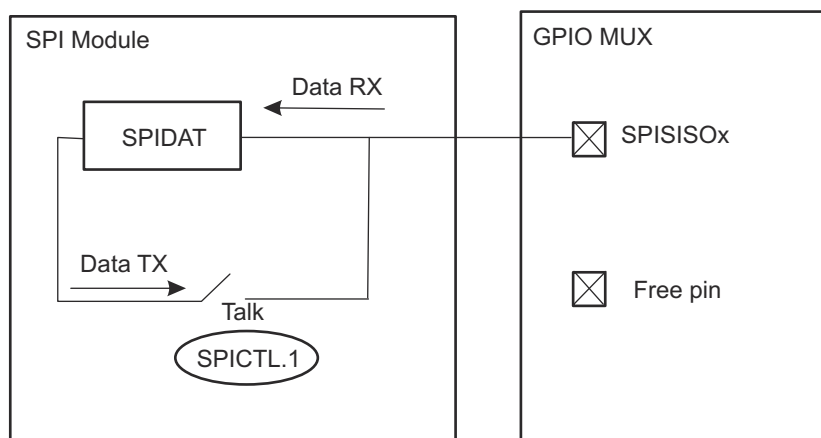 SPI Module
GPIO MUX
Data RX
SPIDAT
SPISISOx
Data TX
Free pin
Talk
SPICTL.1